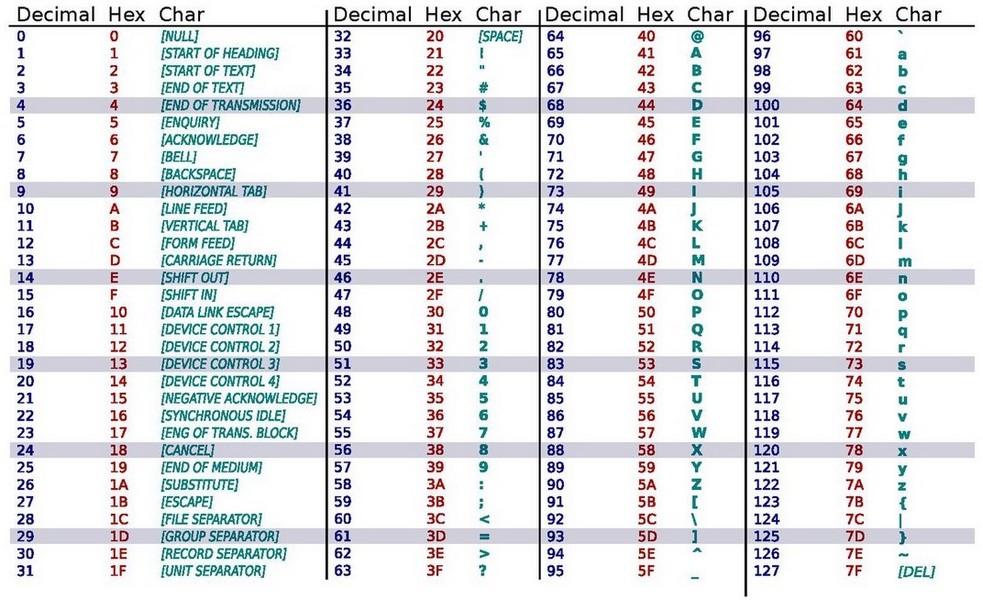 Decimal Hex Char Decimal Hex Char Decimal Hex Char Decimal Hex Char
0 0 [NULL] 32 20 [SPACE] 64 40 @ 96 60 `
1 1 [START OF HEADING] 33 21 ! 65 41 A 97 61 a
2 2 [START OF TEXT] 34 22 " 66 42 B 98 62 b
3 3 [END OF TEXT] 35 23 # 67 43 C 99 63 c
4 4 [END OF TRANSMISSION] 36 24 $ 68 44 D 100 64 d
5 5 [ENQUIRY] 37 25 % 69 45 E 101 65 e
6 6 [ACKNOWLEDGE] 38 26 & 70 46 F 102 66 f
7 7 [BELL] 39 27 ' 71 47 G 103 67 g
8 8 [BACKSPACE] 40 28 ( 72 48 H 104 68 h
9 9 [HORIZONTAL TAB] 41 29 ) 73 49 I 105 69 i
10 A [LINE FEED] 42 2A * 74 4A J 106 6A j
11 B [VERTICAL TAB] 43 2B + 75 4B K 107 6B k
12 C [FORM FEED] 44 2C , 76 4C L 108 6C l
13 D [CARRIAGE RETURN] 45 2D - 77 4D M 109 6D m
14 E [SHIFT OUT] 46 2E . 78 4E N 110 6E n
15 F [SHIFT IN] 47 2F / 79 4F O 111 6F o
16 10 [DATA LINK ESCAPE] 48 30 0 80 50 P 112 70 p
17 11 [DEVICE CONTROL 1] 49 31 1 81 51 Q 113 71 q
18 12 [DEVICE CONTROL 2] 50 32 2 82 52 R 114 72 r
19 13 [DEVICE CONTROL 3] 51 33 3 83 53 S 115 73 s
20 14 [DEVICE CONTROL 4] 52 34 4 84 54 T 116 74 t
21 15 [NEGATIVE ACKNOWLEDGE] 53 35 5 85 55 U 117 75 u
22 16 [SYNCHRONOUS IDLE] 54 36 6 86 56 V 118 76 v
23 17 [ENG OF TRANS. BLOCK] 55 37 7 87 57 W 119 77 w
24 18 [CANCEL] 56 38 8 88 58 X 120 78 x
25 19 [END OF MEDIUM] 57 39 9 89 59 Y 121 79 y
26 1A [SUBSTITUTE] 58 3A : 90 5A Z 122 7A z
27 1B [ESCAPE] 59 3B ; 91 5B [ 123 7B {
28 1C [FILE SEPARATOR] 60 3C < 92 5C \ 124 7C |
29 1D [GROUP SEPARATOR] 61 3D = 93 5D ] 125 7D }
30 1E [RECORD SEPARATOR] 62 3E > 94 5E ^ 126 7E ~
31 1F [UNIT SEPARATOR] 63 3F ? 95 5F _ 127 7F [DEL]